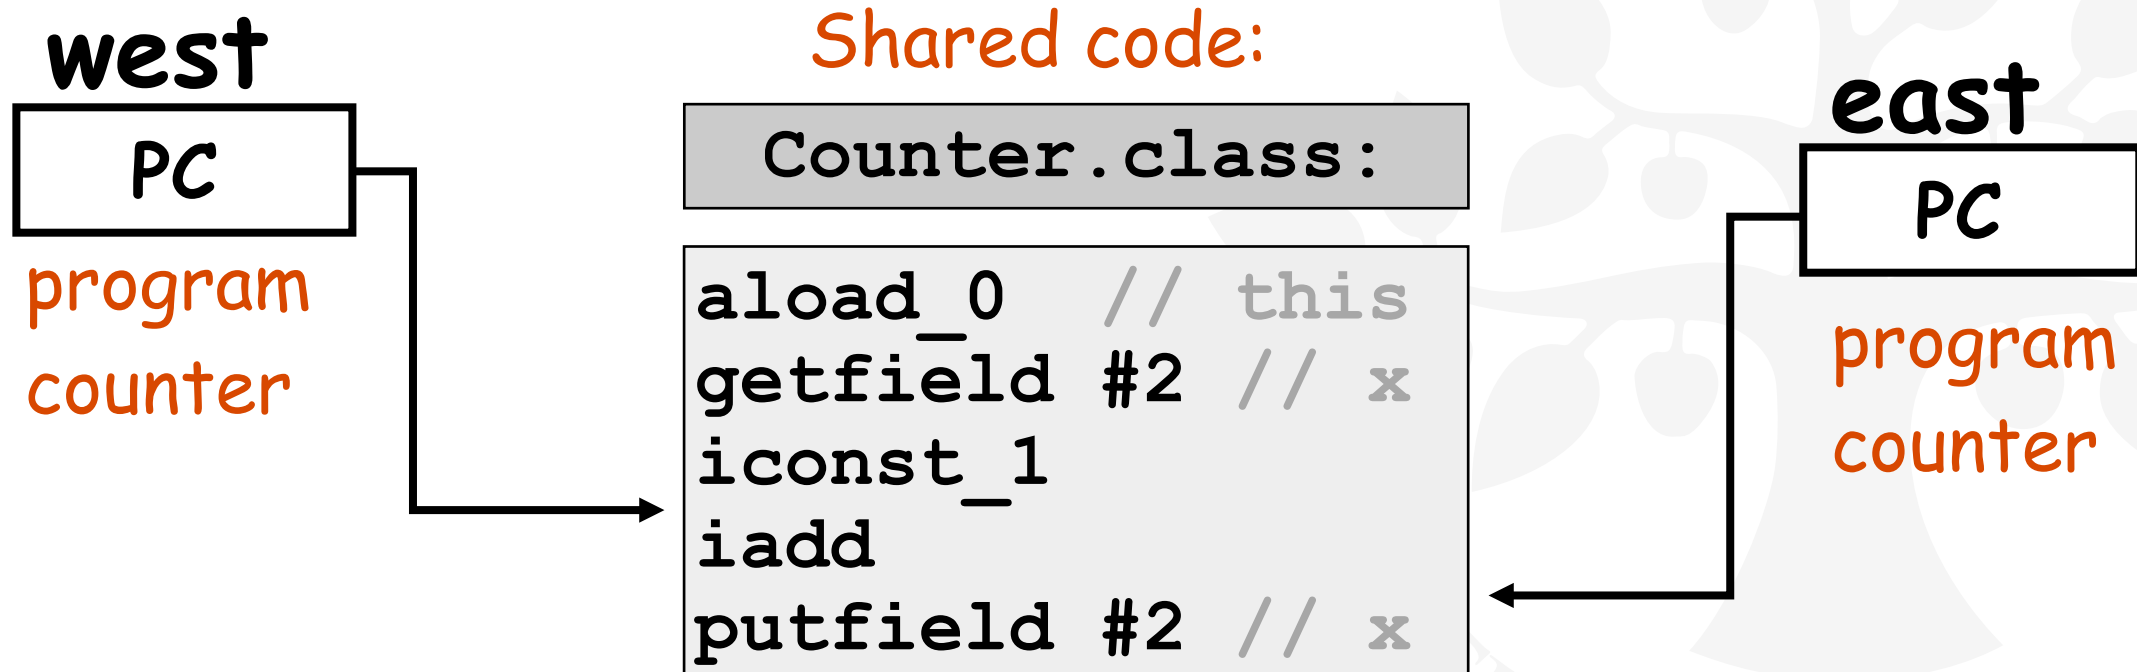 west
PC
program
counter
Shared code:
Counter.class:
aload_0 // this
getfield #2 // x
iconst_1
iadd
putfield #2 // x
east
PC
program
counter